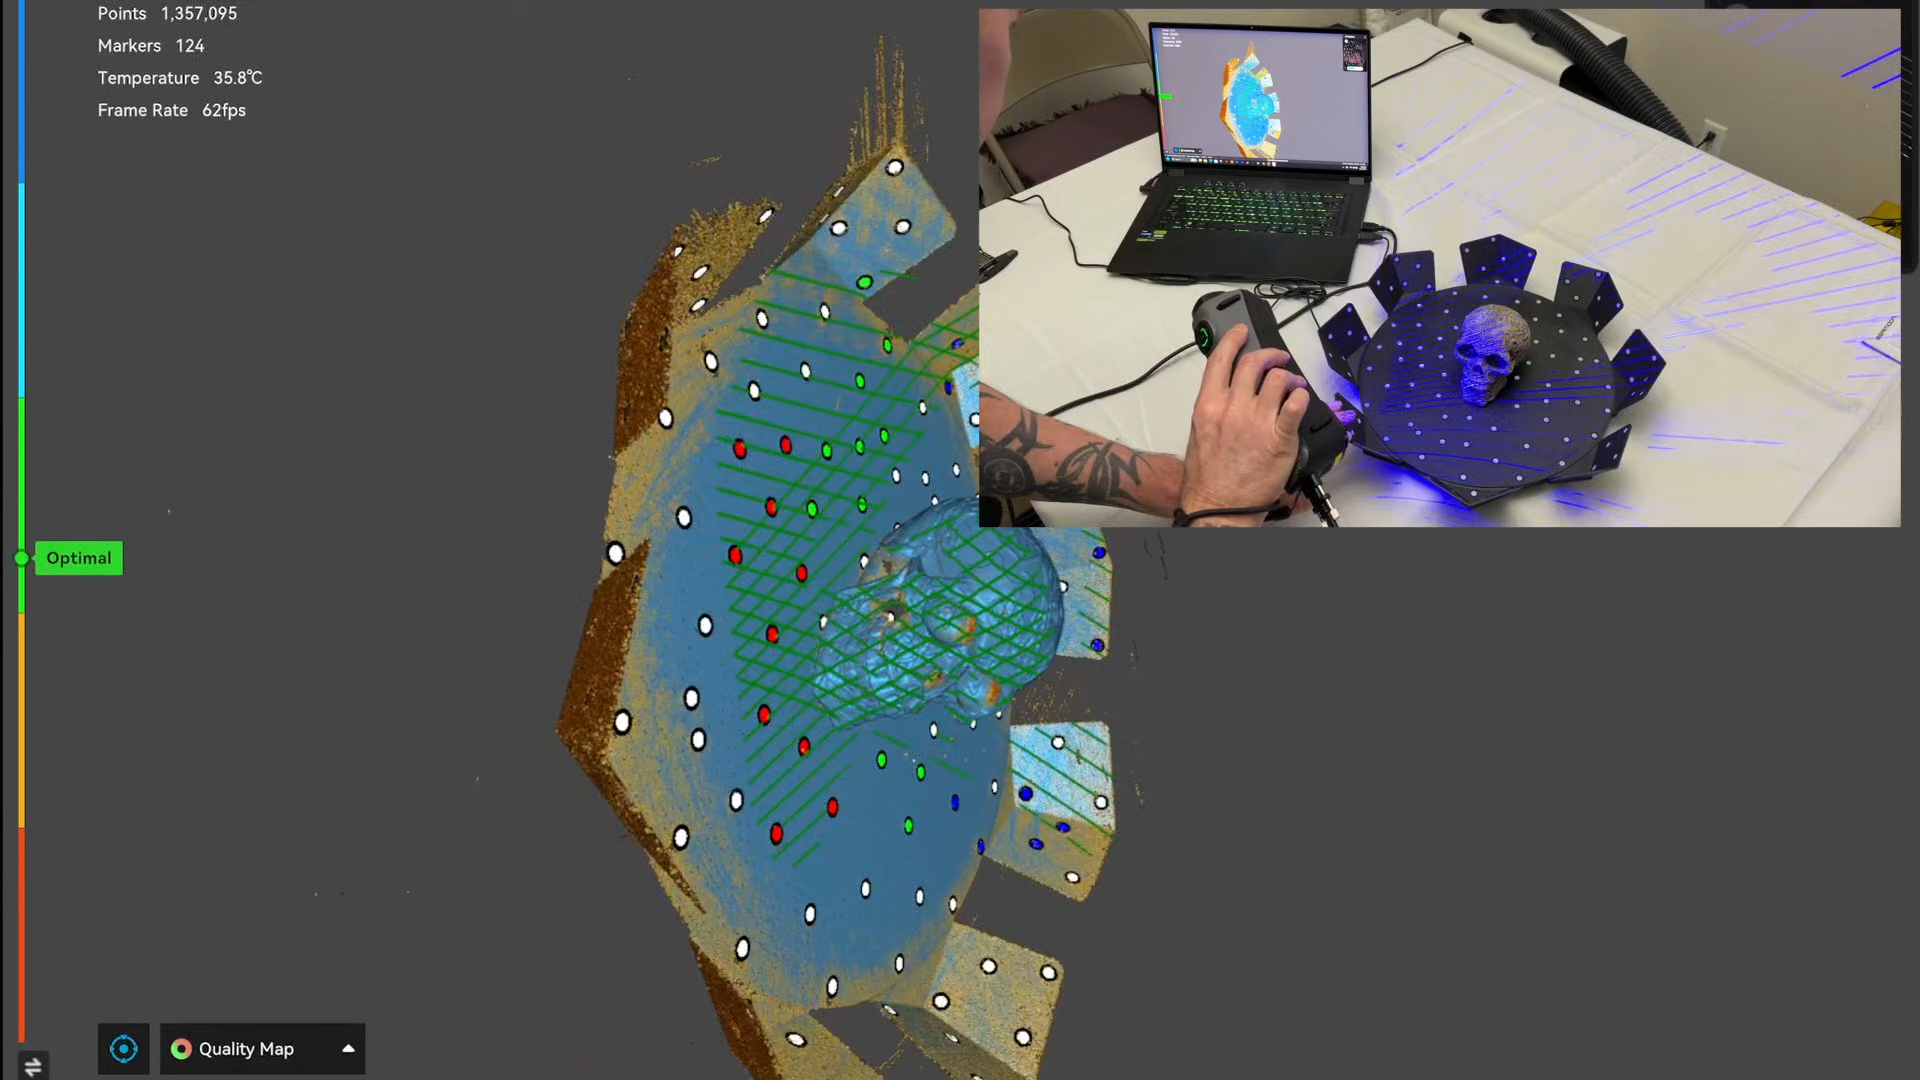 Points 1,357,095
Markers 124
Temperature 35.8℃
Frame Rate 62fps
Optimal
Quality Map